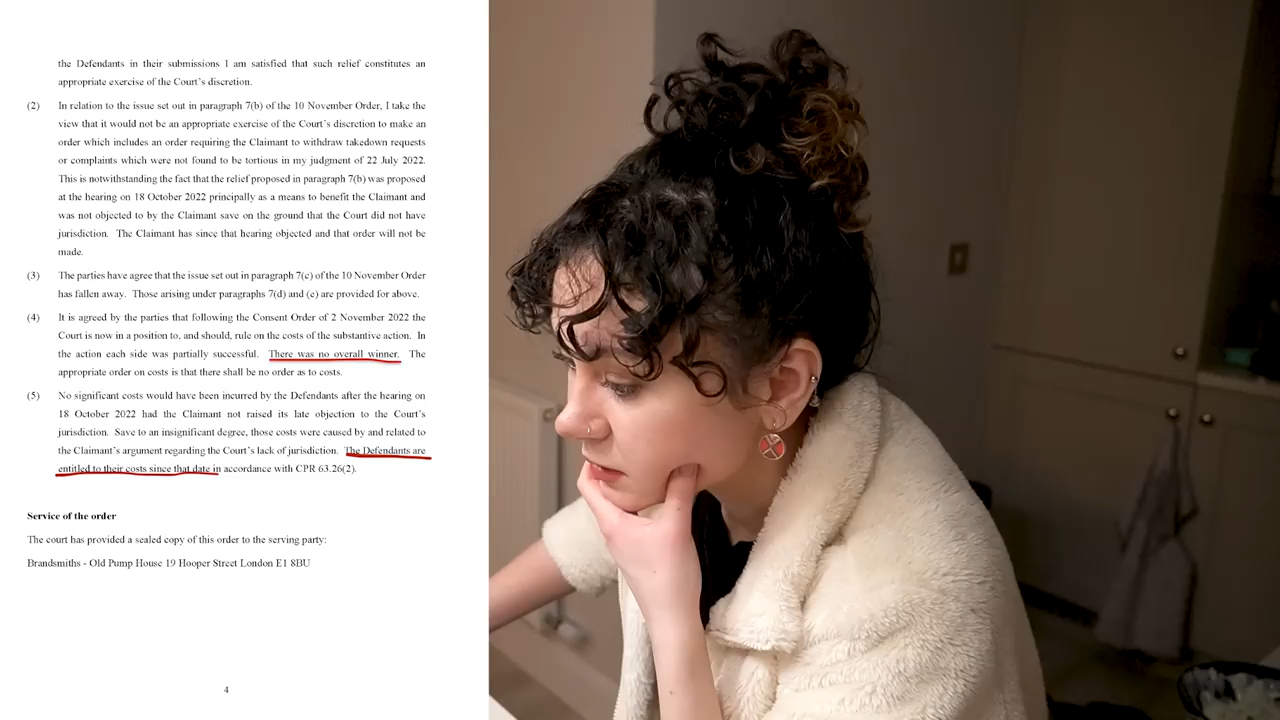 the Defendants in their submissions I am satisfied that such relief constitutes an
appropriate exercise of the Court's discretion.
(2) In relation to the issue set out in paragraph 7(b) of the 10 November Order, I take the
view that it would not be an appropriate exercise of the Court's discretion to make an
order which includes an order requiring the Claimant to withdraw takedown requests
or complaints which were not found to be tortious in my judgment of 22 July 2022.
This is notwithstanding the fact that the relief proposed in paragraph 7(b) was proposed
at the hearing on 18 October 2022 principally as a means to benefit the Claimant and
was not objected to by the Claimant save on the ground that the Court did not have
jurisdiction. The Claimant has since that hearing objected and that order will not be
made.
(3) The parties have agree that the issue set out in paragraph 7(c) of the 10 November Order
has fallen away. Those arising under paragraphs 7(d) and (e) are provided for above.
(4) It is agreed by the parties that following the Consent Order of 2 November 2022 the
Court is now in a position to, and should, rule on the costs of the substantive action. In
the action each side was partially successful. There was no overall winner. The
appropriate order on costs is that there shall be no order as to costs.
(5) No significant costs would have been incurred by the Defendants after the hearing on
18 October 2022 had the Claimant not raised its late objection to the Court's
jurisdiction. Save to an insignificant degree, those costs were caused by and related to
the Claimant's argument regarding the Court's lack of jurisdiction. The Defendants are
entitled to their costs since that date in accordance with CPR 63.26(2).
Service of the order
The court has provided a sealed copy of this order to the serving party:
Brandsmiths - Old Pump House 19 Hooper Street London E1 8BU
4